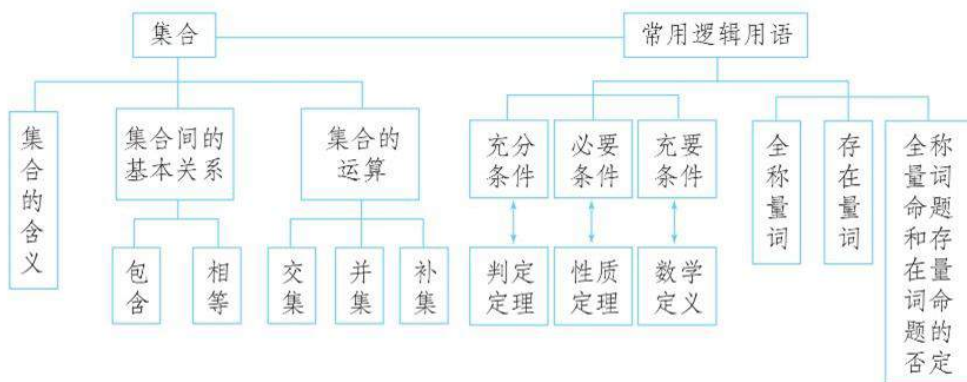 集合
常用逻辑用语
集合的含义
集合间的
基本关系
集合的
运算
充分
条件
必要
条件
充要
条件
全称量词
存在量词
全称
量词
命题
和存
在量
词命
题的
否定
包含
相等
交集
并集
补集
判定
定理
性质
定理
数学
定义